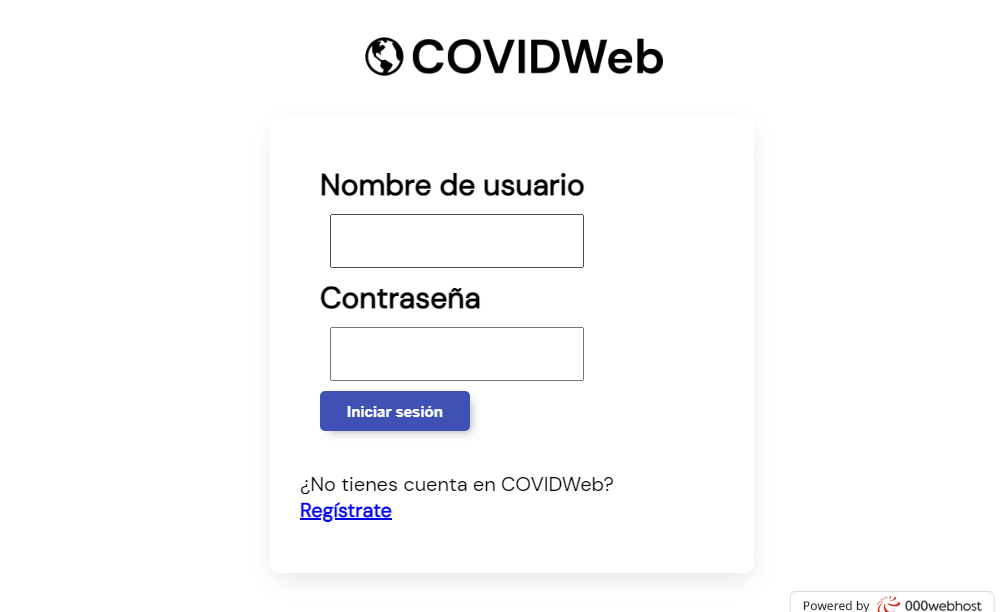 COVIDWeb
Nombre de usuario
Contraseña
Iniciar sesión
¿No tienes cuenta en COVIDWeb?
Regístrate
Powered by 000webhost